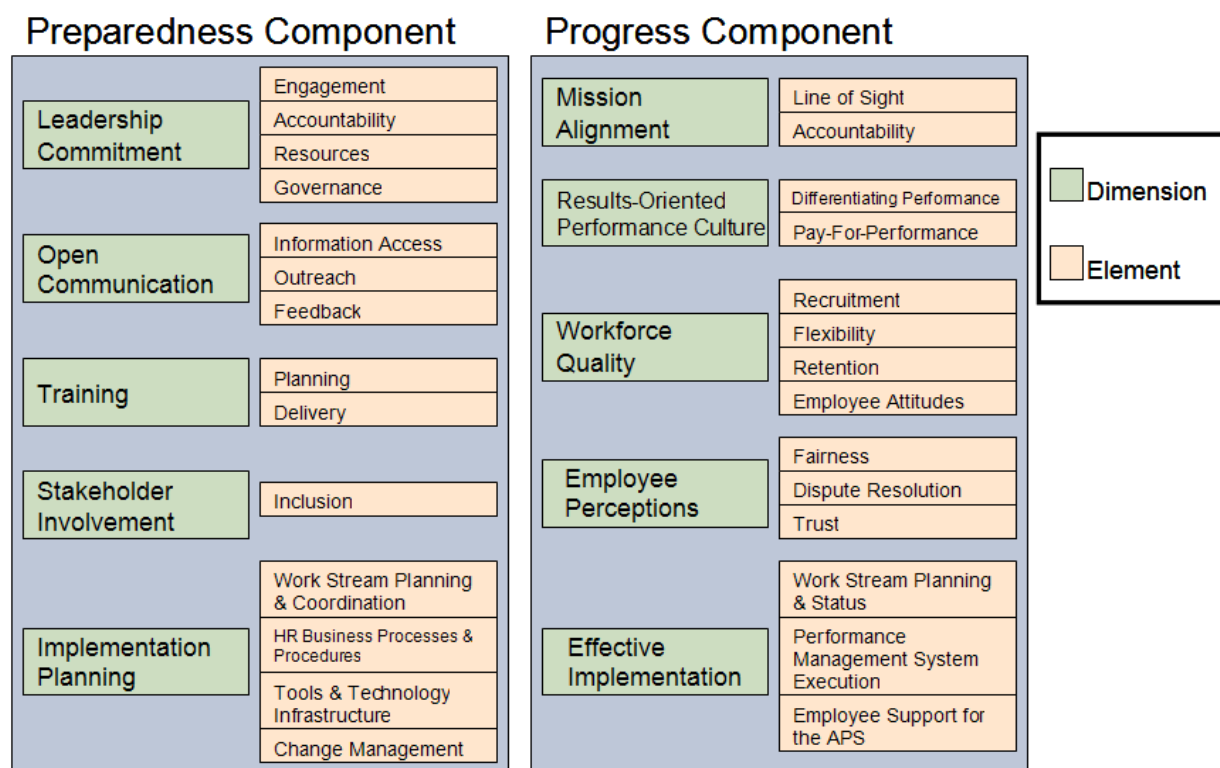 Preparedness Component
Leadership
Commitment
Engagement
Accountability
Resources
Governance
Open
Communication
Information Access
Outreach
Feedback
Training
Planning
Delivery
Stakeholder
Involvement
Inclusion
Implementation
Planning
Work Stream Planning
& Coordination
HR Business Processes &
Procedures
Tools & Technology
Infrastructure
Change Management
Progress Component
Mission
Alignment
Line of Sight
Accountability
Results-Oriented
Performance Culture
Differentiating Performance
Pay-For-Performance
Workforce
Quality
Recruitment
Flexibility
Retention
Employee Attitudes
Employee
Perceptions
Fairness
Dispute Resolution
Trust
Effective
Implementation
Work Stream Planning
& Status
Performance
Management System
Execution
Employee Support for
the APS
Dimension
Element